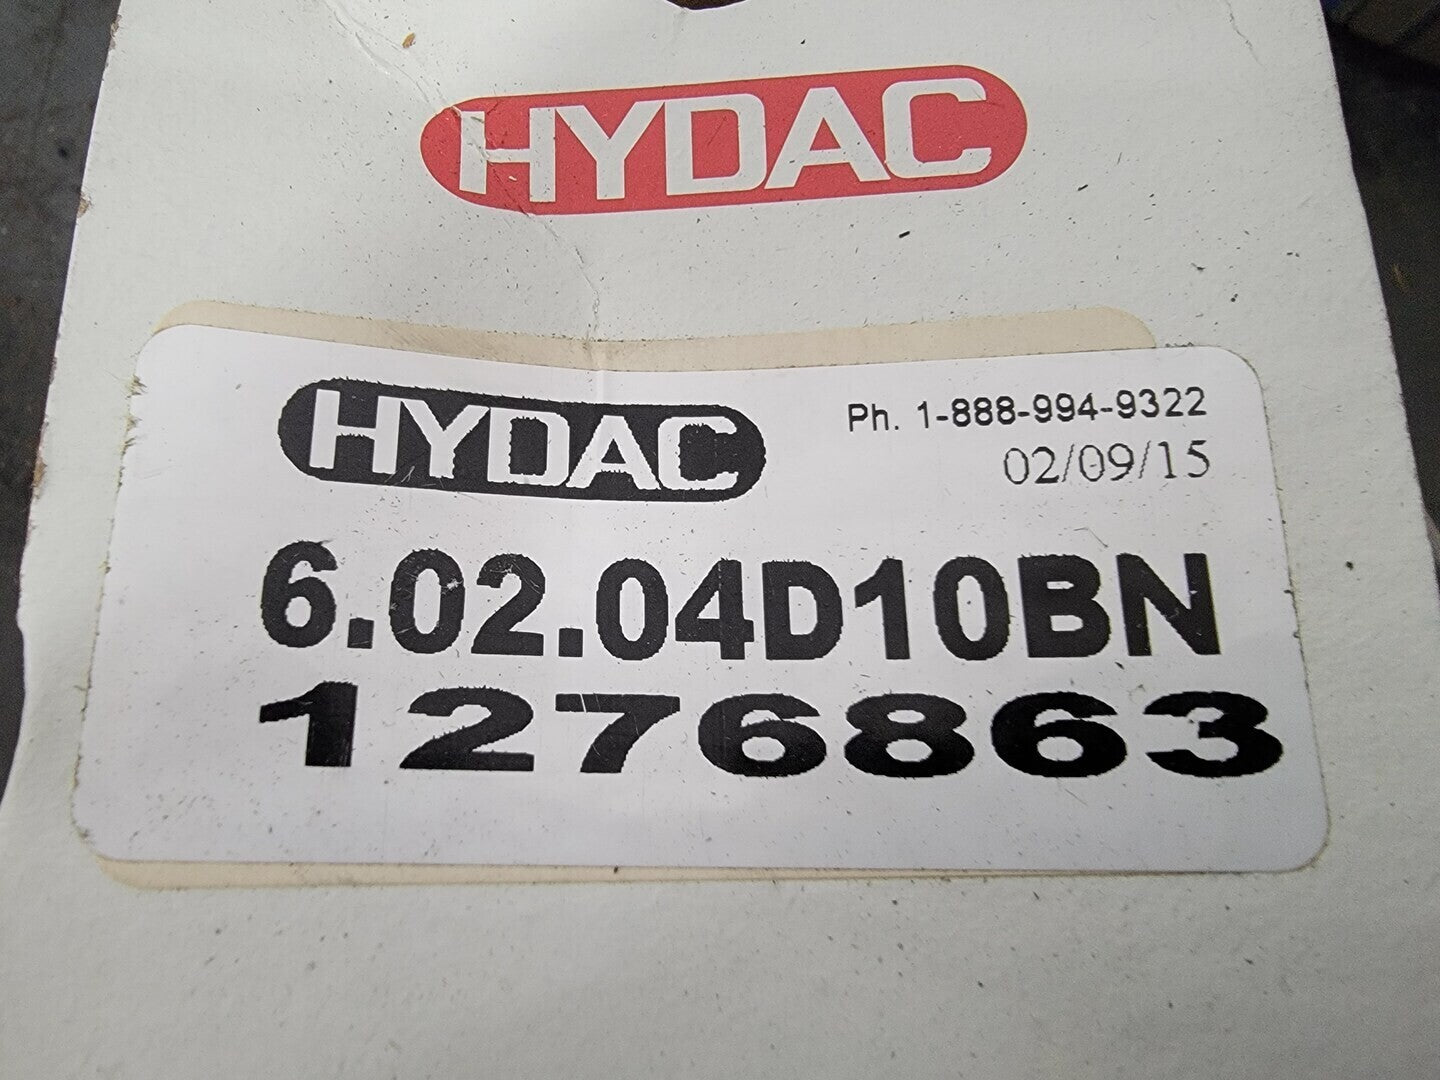 HYDAC
HYDAC
Ph. 1-888-994-9322
02/09/15
6.02.04D10BN
1276863